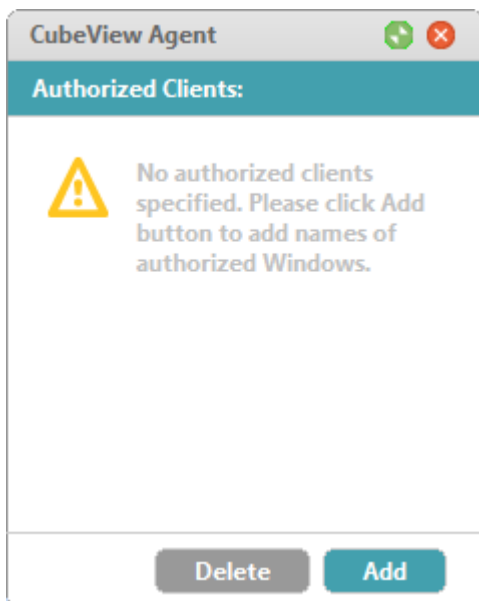 CubeView Agent
Authorized Clients:
No authorized clients
specified. Please click Add
button to add names of
authorized Windows.
Delete
Add